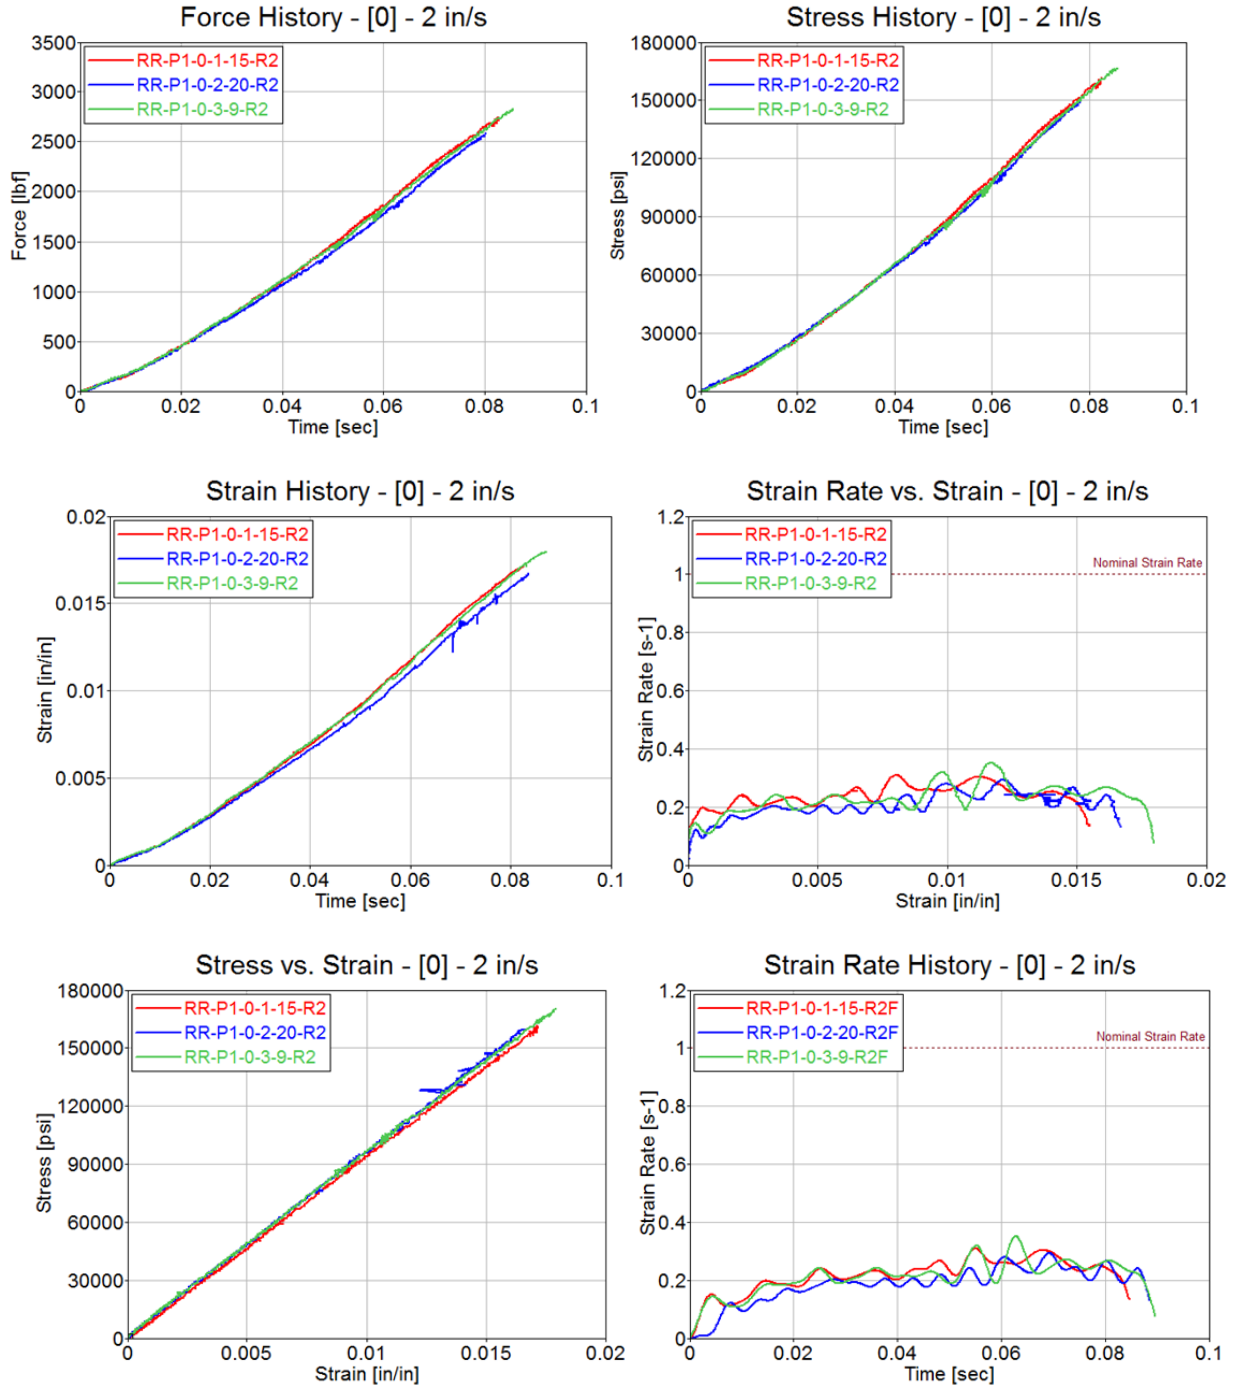 Force History - [0] - 2 in/s
3500
3000
2500
2000
1500
1000
500
0
Force [lbf]
RR-P1-0-1-15-R2
RR-P1-0-2-20-R2
RR-P1-0-3-9-R2
0 0.02 0.04 0.06 0.08 0.1
Time [sec]
Stress History - [0] - 2 in/s
180000
150000
120000
90000
60000
30000
0
Stress [psi]
RR-P1-0-1-15-R2
RR-P1-0-2-20-R2
RR-P1-0-3-9-R2
0 0.02 0.04 0.06 0.08 0.1
Time [sec]
Strain History - [0] - 2 in/s
0.02
0.015
0.01
0.005
0
Strain [in/in]
RR-P1-0-1-15-R2
RR-P1-0-2-20-R2
RR-P1-0-3-9-R2
0 0.02 0.04 0.06 0.08 0.1
Time [sec]
Strain Rate vs. Strain - [0] - 2 in/s
1.2
1
0.8
0.6
0.4
0.2
0
Strain Rate [s-1]
RR-P1-0-1-15-R2
RR-P1-0-2-20-R2
RR-P1-0-3-9-R2
Nominal Strain Rate
0 0.005 0.01 0.015 0.02
Strain [in/in]
Stress vs. Strain - [0] - 2 in/s
180000
150000
120000
90000
60000
30000
0
Stress [psi]
RR-P1-0-1-15-R2
RR-P1-0-2-20-R2
RR-P1-0-3-9-R2
0 0.005 0.01 0.015 0.02
Strain [in/in]
Strain Rate History - [0] - 2 in/s
1.2
1
0.8
0.6
0.4
0.2
0
Strain Rate [s-1]
RR-P1-0-1-15-R2F
RR-P1-0-2-20-R2F
RR-P1-0-3-9-R2F
Nominal Strain Rate
0 0.02 0.04 0.06 0.08 0.1
Time [sec]